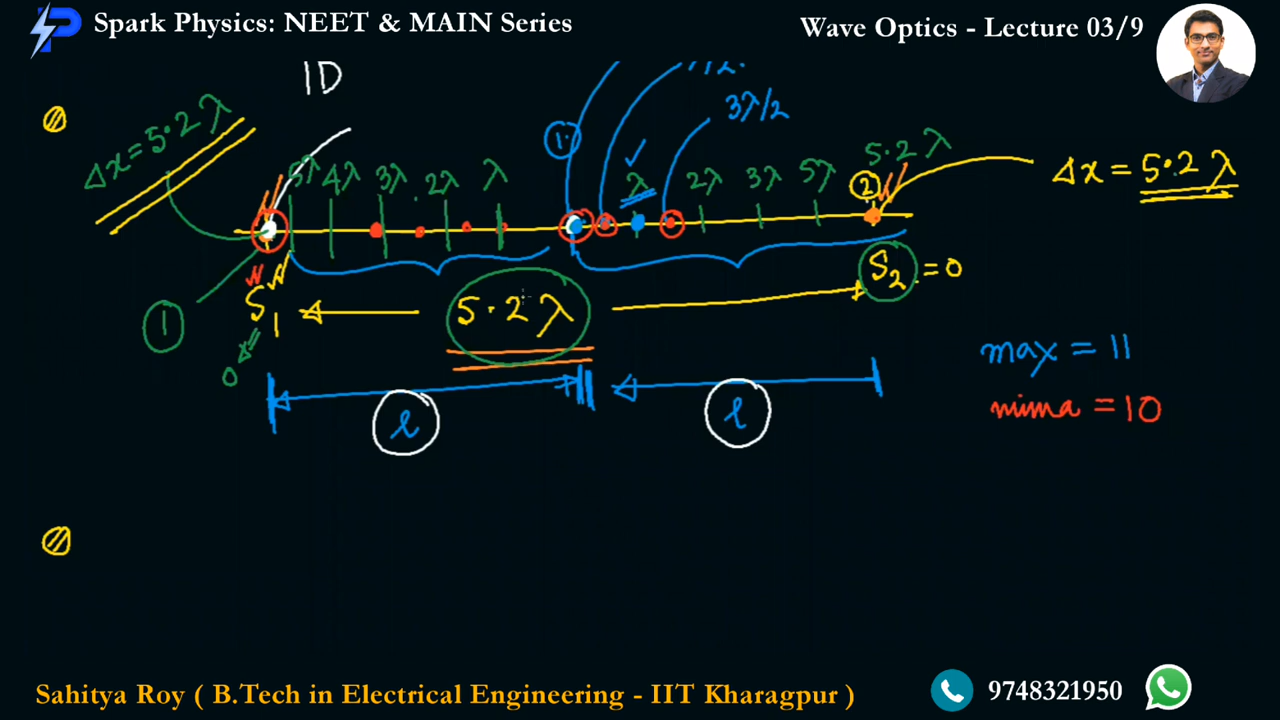 Spark Physics: NEET & MAIN Series
Wave Optics - Lecture 03/9
1D
Δx = 5.2 λ
3λ/2
1
5λ 4λ 3λ 2λ λ
λ 2λ 3λ 5λ 5.2 λ
2
Δx = 5.2 λ
S1
5.2 λ
S2 = 0
1
0
l
l
max = 11
mima = 10
Sahitya Roy ( B.Tech in Electrical Engineering - IIT Kharagpur )
9748321950